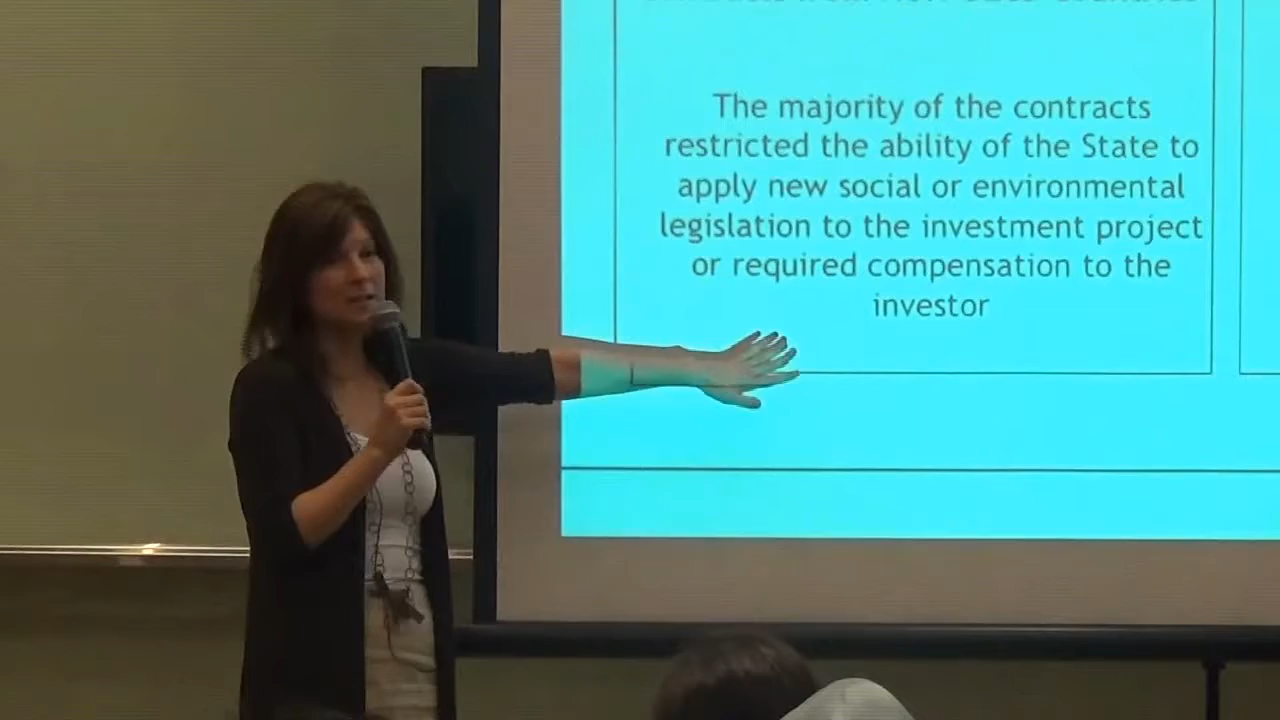 The majority of the contracts
restricted the ability of the State to
apply new social or environmental
legislation to the investment project
or required compensation to the
investor